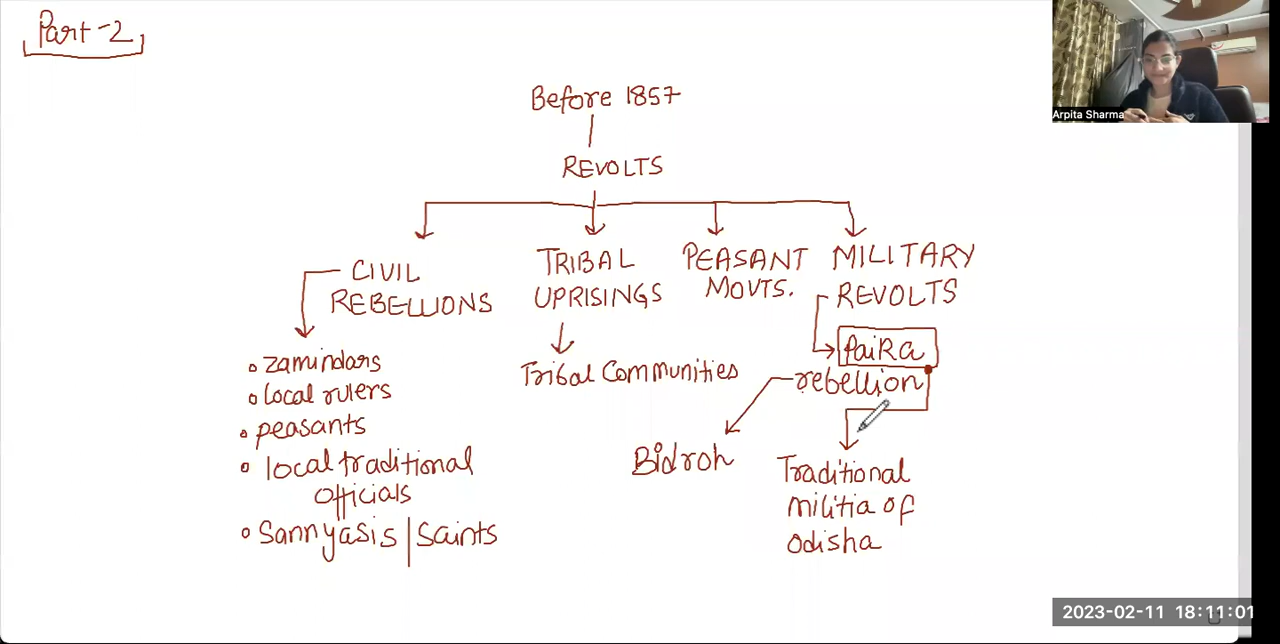 Part-2
Before 1857
REVOLTS
CIVIL
REBELLIONS
zamindars
local rulers
peasants
local traditional
officials
Sannyasis | Saints
TRIBAL
UPRISINGS
Tribal Communities
PEASANT
MOVTS.
MILITARY
REVOLTS
PaiRa
rebellion
Bidroh
Traditional
militia of
odisha
Arpita Sharma
2023-02-11 18:11:01